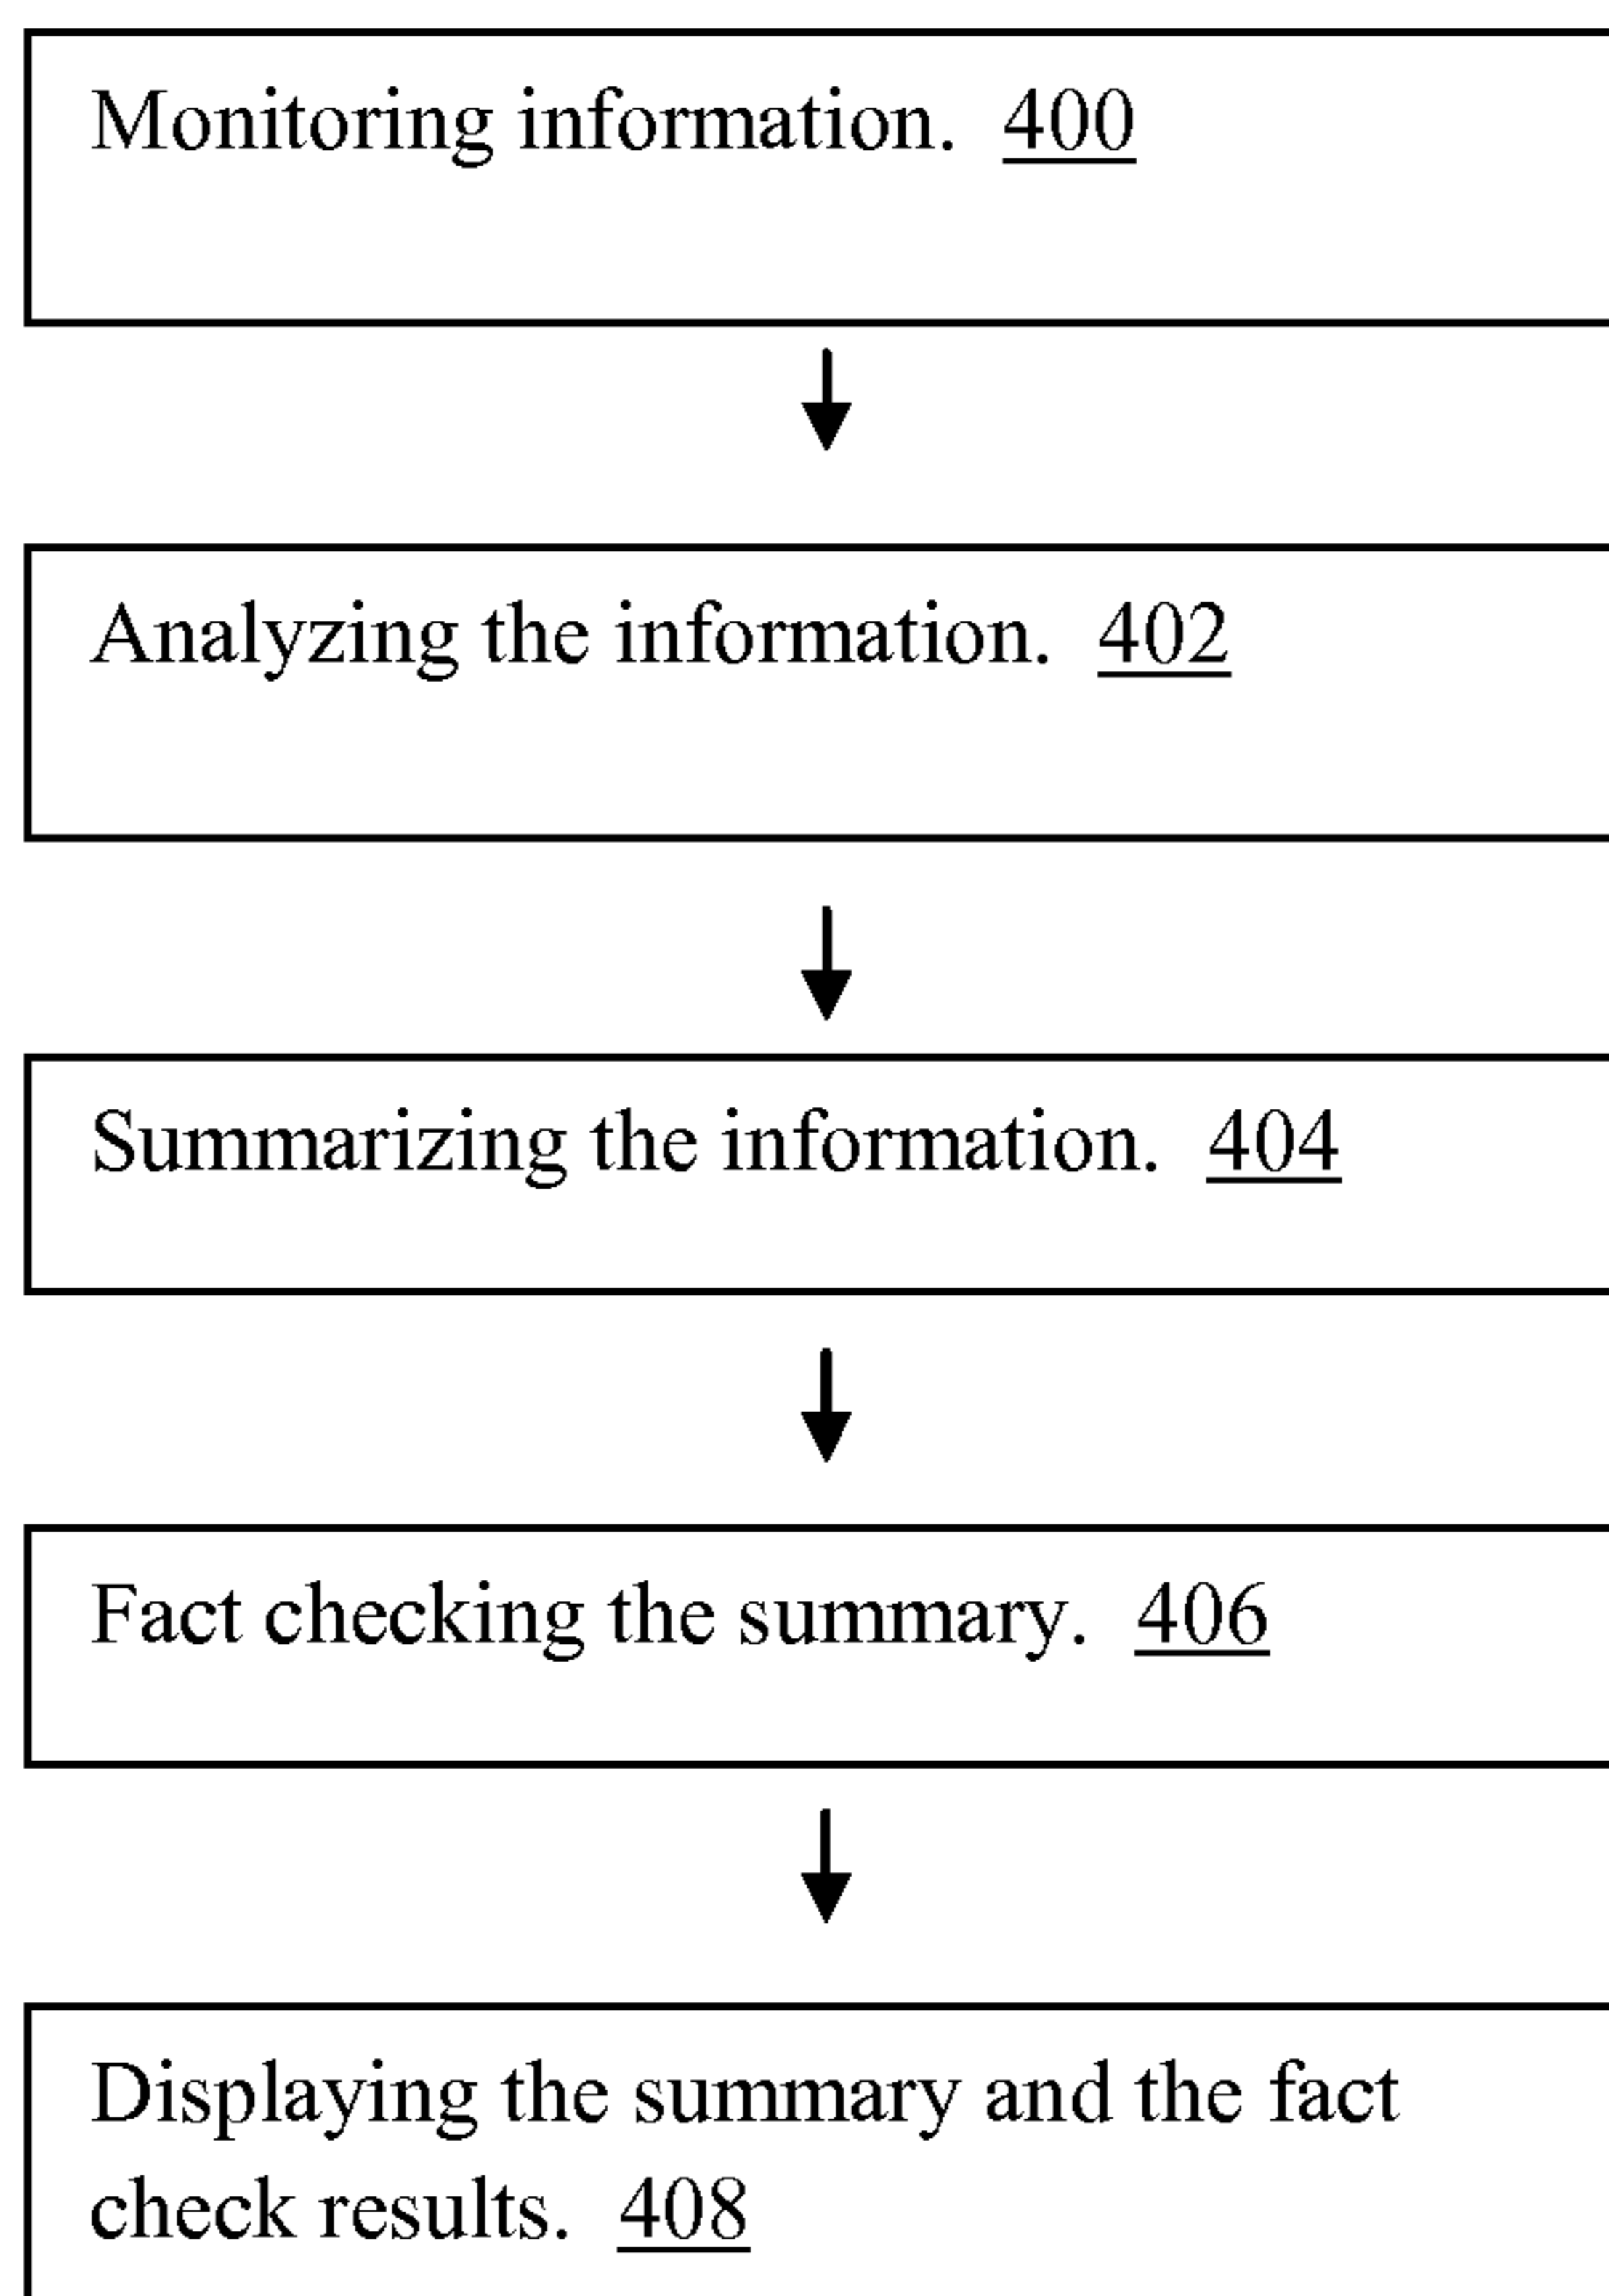 Monitoring information. 400
Analyzing the information. 402
Summarizing the information. 404
Fact checking the summary. 406
Displaying the summary and the fact
check results. 408